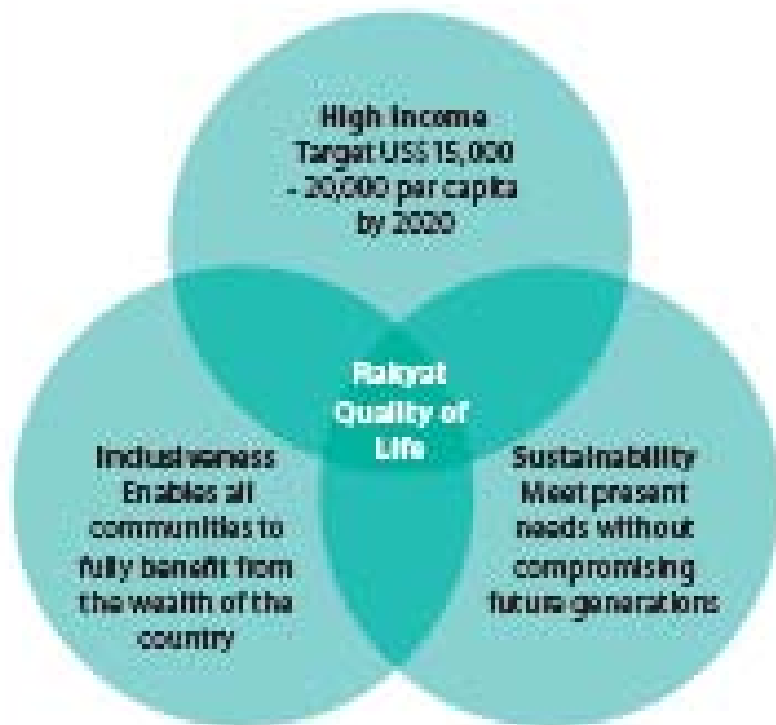 High Income
Target US$15,000
- 20,000 per capita
by 2020
Rakyat
Quality of
Life
Inclusiveness
Enables all
communities to
fully benefit from
the wealth of the
country
Sustainability
Meet present
needs without
compromising
future generations